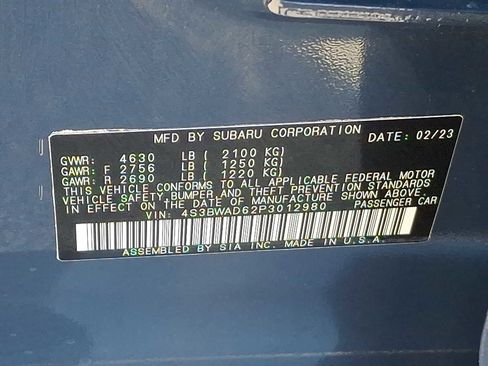 MFD BY SUBARU CORPORATION DATE: 02/23
GVWR: 4630 LB ( 2100 KG)
GAWR: F 2756 LB ( 1250 KG)
GAWR: R 2690 LB ( 1220 KG)
THIS VEHICLE CONFORMS TO ALL APPLICABLE FEDERAL MOTOR
VEHICLE SAFETY, BUMPER AND THEFT PREVENTION STANDARDS
IN EFFECT ON THE DATE OF MANUFACTURE SHOWN ABOVE.
VIN: 4S3BWAD62P3012980 PASSENGER CAR
ASSEMBLED BY SIA INC. MADE IN U.S.A.